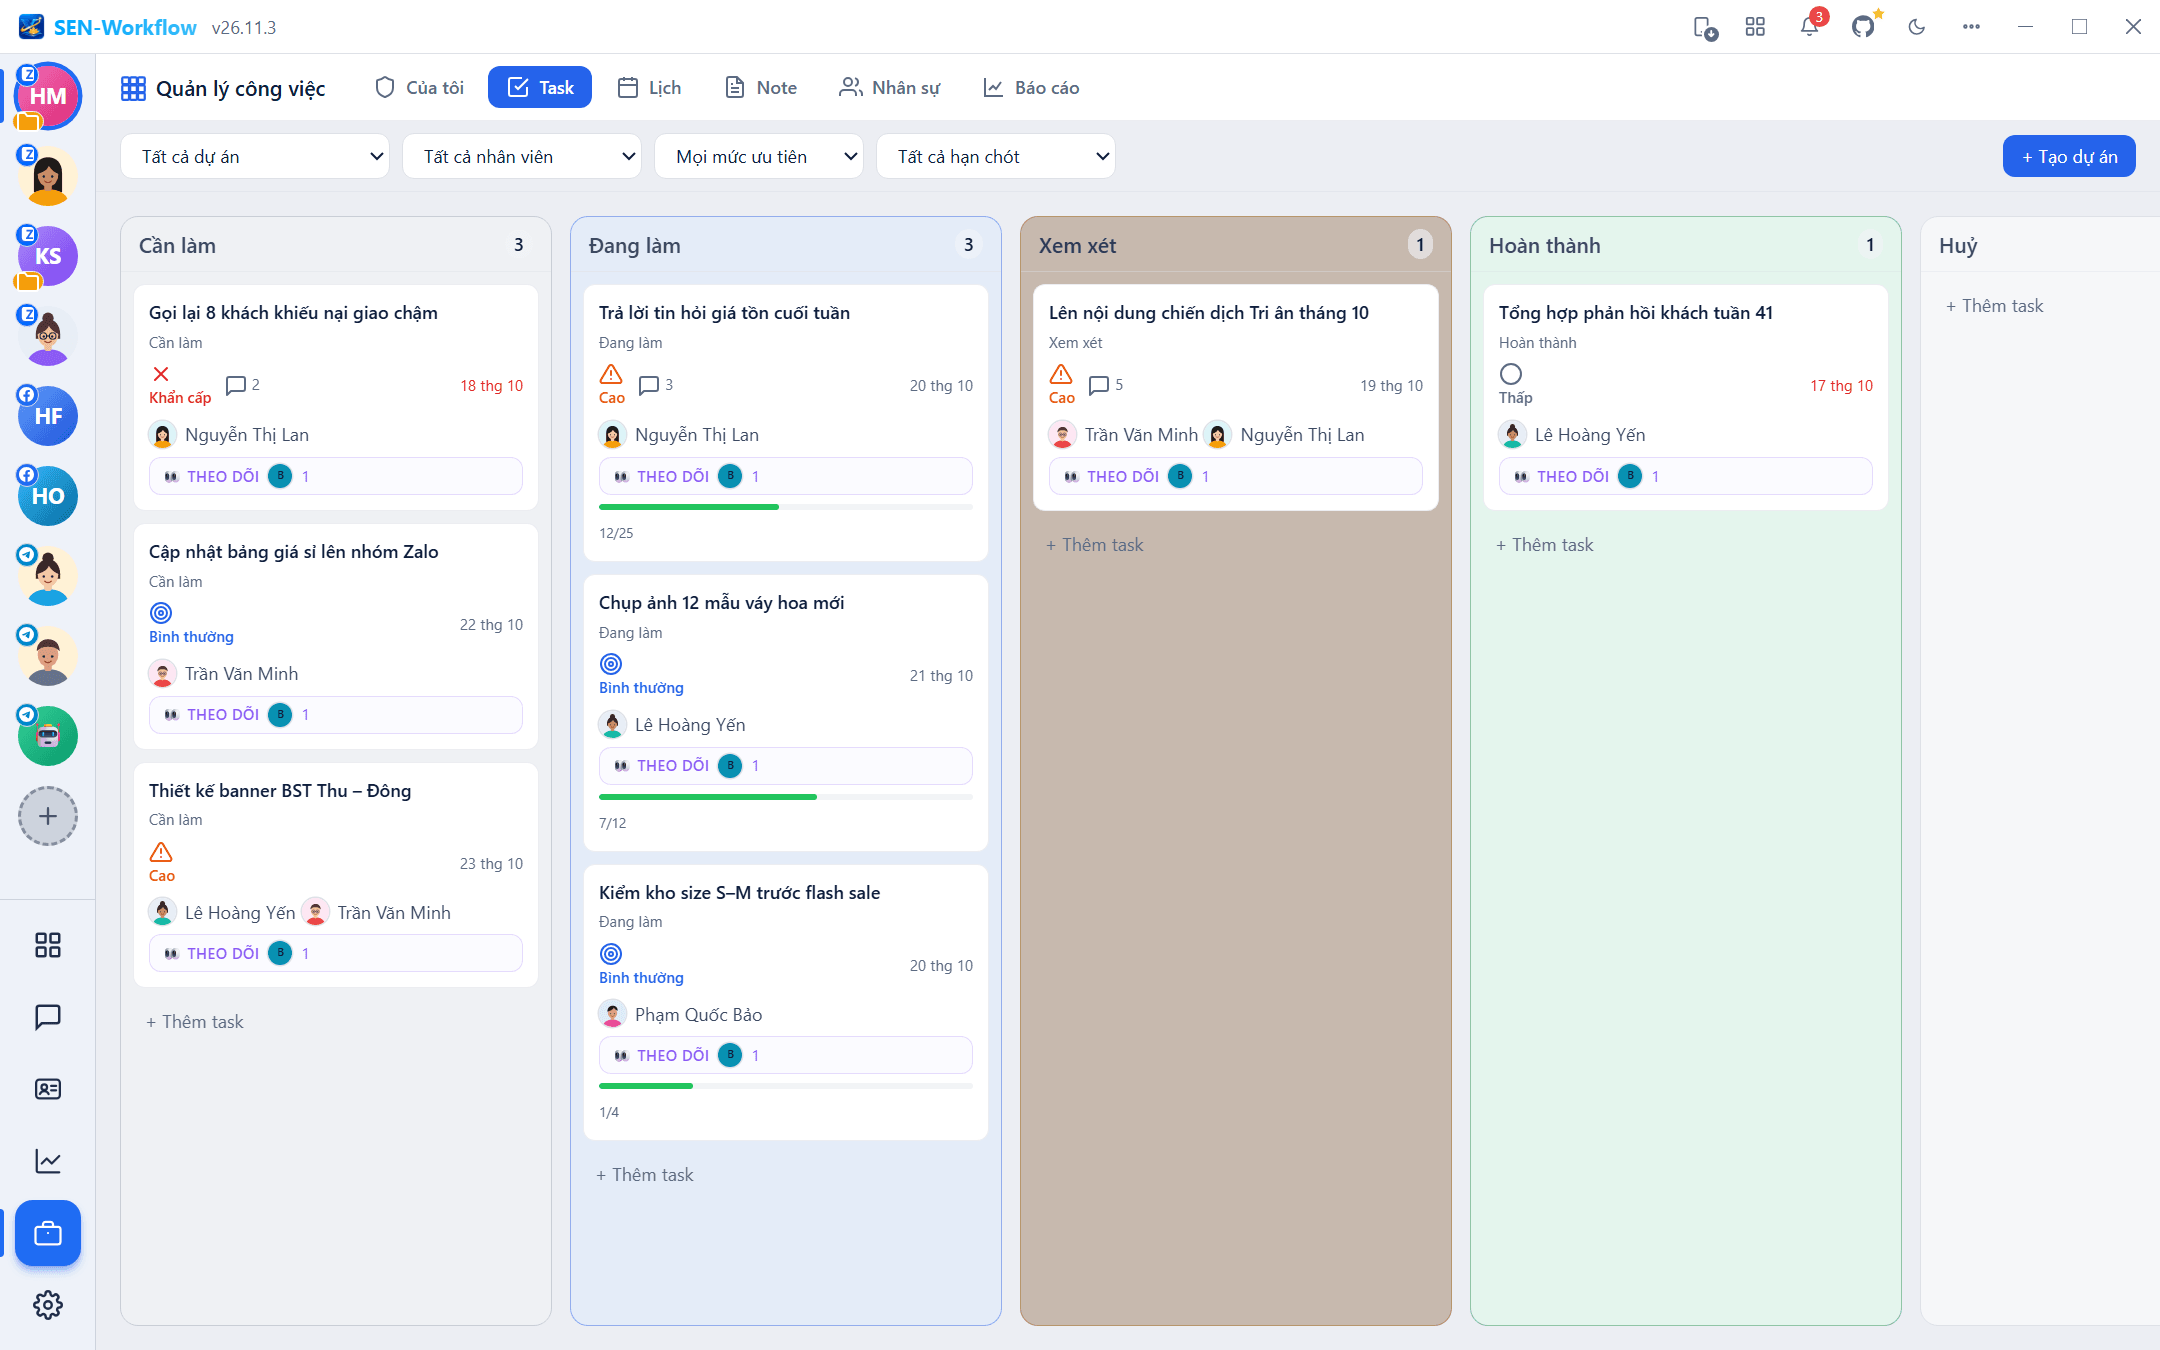 SEN-Workflow v26.11.3
3
HM
KS
HF
HO
Quản lý công việc
Của tôi
Task
Lịch
Note
Nhân sự
Báo cáo
Tất cả dự án
Tất cả nhân viên
Mọi mức ưu tiên
Tất cả hạn chót
+ Tạo dự án
Cần làm 3
Gọi lại 8 khách khiếu nại giao chậm
Cần làm
Khẩn cấp
2
18 thg 10
Nguyễn Thị Lan
THEO DÕI B 1
Cập nhật bảng giá sỉ lên nhóm Zalo
Cần làm
Bình thường
22 thg 10
Trần Văn Minh
THEO DÕI B 1
Thiết kế banner BST Thu – Đông
Cần làm
Cao
23 thg 10
Lê Hoàng Yến Trần Văn Minh
THEO DÕI B 1
+ Thêm task
Đang làm 3
Trả lời tin hỏi giá tồn cuối tuần
Đang làm
Cao
3
20 thg 10
Nguyễn Thị Lan
THEO DÕI B 1
12/25
Chụp ảnh 12 mẫu váy hoa mới
Đang làm
Bình thường
21 thg 10
Lê Hoàng Yến
THEO DÕI B 1
7/12
Kiểm kho size S–M trước flash sale
Đang làm
Bình thường
20 thg 10
Phạm Quốc Bảo
THEO DÕI B 1
1/4
+ Thêm task
Xem xét 1
Lên nội dung chiến dịch Tri ân tháng 10
Xem xét
Cao
5
19 thg 10
Trần Văn Minh Nguyễn Thị Lan
THEO DÕI B 1
+ Thêm task
Hoàn thành 1
Tổng hợp phản hồi khách tuần 41
Hoàn thành
Thấp
17 thg 10
Lê Hoàng Yến
THEO DÕI B 1
+ Thêm task
Huỷ
+ Thêm task